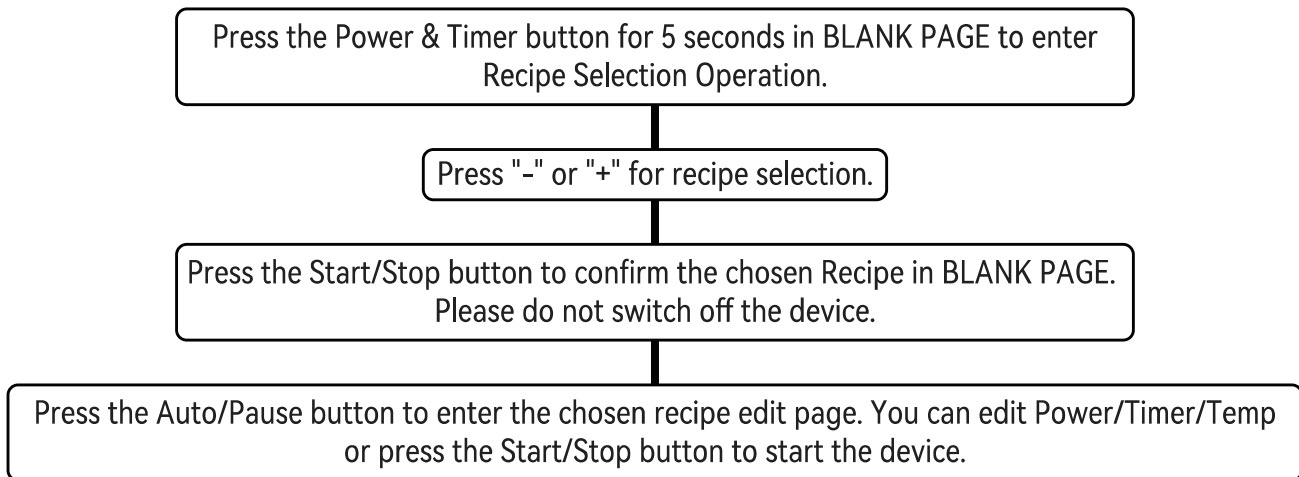 Press the Power & Timer button for 5 seconds in BLANK PAGE to enter
Recipe Selection Operation.
Press "-" or "+" for recipe selection.
Press the Start/Stop button to confirm the chosen Recipe in BLANK PAGE.
Please do not switch off the device.
Press the Auto/Pause button to enter the chosen recipe edit page. You can edit Power/Timer/Temp
or press the Start/Stop button to start the device.